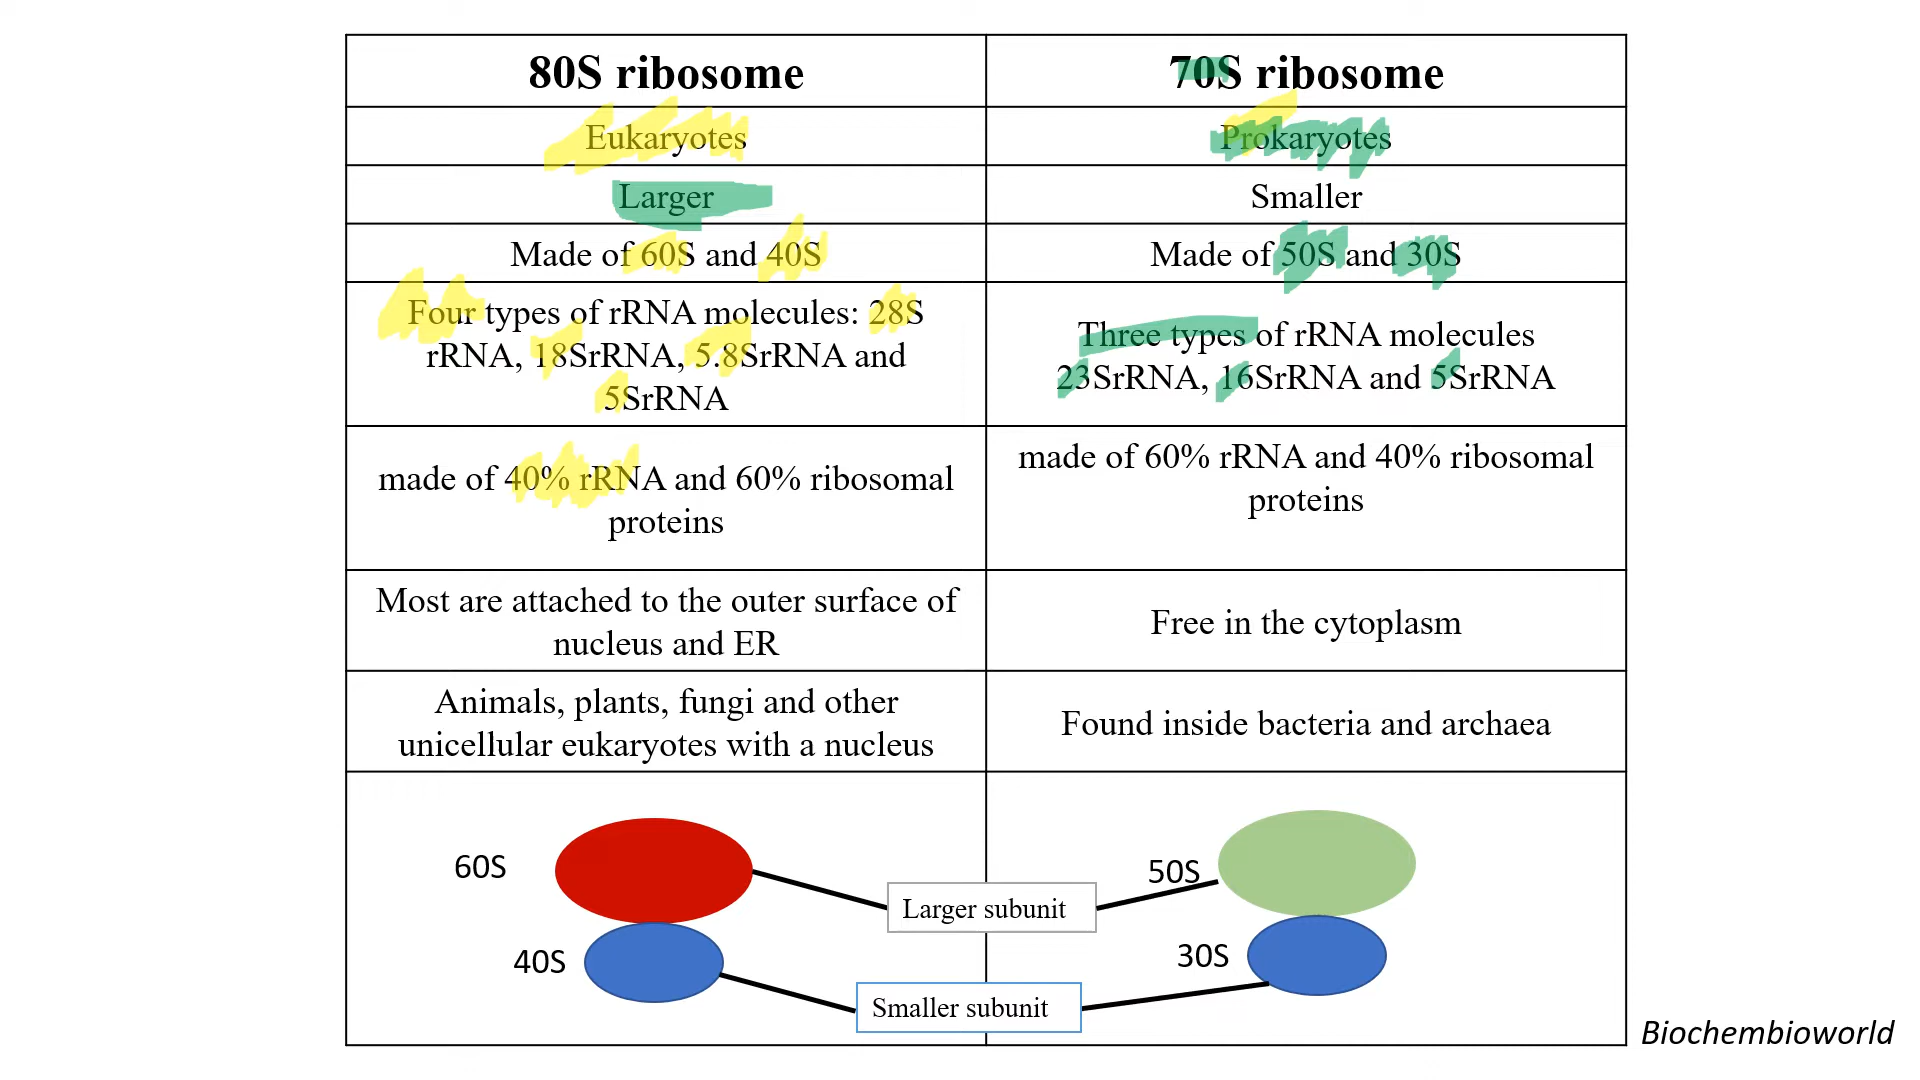 80S ribosome
70S ribosome
Eukaryotes
Prokaryotes
Larger
Smaller
Made of 60S and 40S
Made of 50S and 30S
Four types of rRNA molecules: 28S
rRNA, 18SrRNA, 5.8SrRNA and
5SrRNA
Three types of rRNA molecules
23SrRNA, 16SrRNA and 5SrRNA
made of 40% rRNA and 60% ribosomal
proteins
made of 60% rRNA and 40% ribosomal
proteins
Most are attached to the outer surface of
nucleus and ER
Free in the cytoplasm
Animals, plants, fungi and other
unicellular eukaryotes with a nucleus
Found inside bacteria and archaea
60S
50S
Larger subunit
40S
30S
Smaller subunit
Biochembioworld